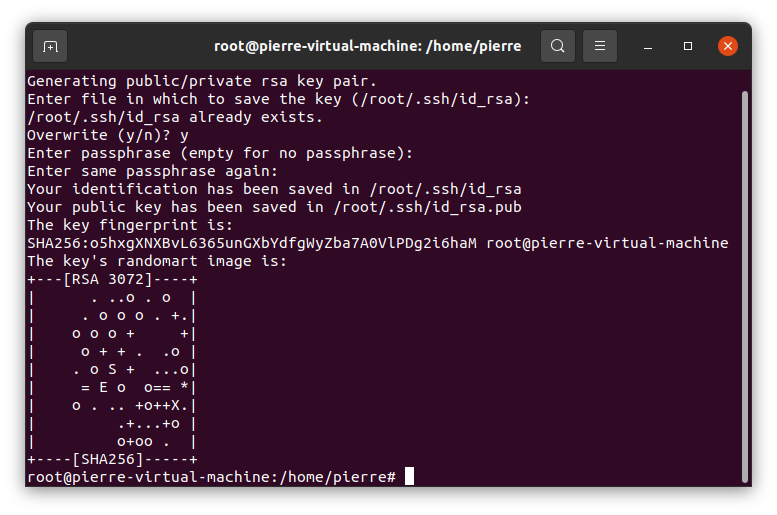 root@pierre-virtual-machine: /home/pierre
Generating public/private rsa key pair.
Enter file in which to save the key (/root/.ssh/id_rsa):
/root/.ssh/id_rsa already exists.
Overwrite (y/n)? y
Enter passphrase (empty for no passphrase):
Enter same passphrase again:
Your identification has been saved in /root/.ssh/id_rsa
Your public key has been saved in /root/.ssh/id_rsa.pub
The key fingerprint is:
SHA256:o5hxgXNXBvL6365unGXbYdfgWyZba7A0VlPDg2i6haM root@pierre-virtual-machine
The key's randomart image is:
+---[RSA 3072]----+
|      . ..o . o  |
|     . o o o . +.|
|    o o o +     +|
|     o + + .  .o |
|    . o S +  ...o|
|     = E o  o== *|
|    o . .. +o++X.|
|         .+...+o |
|         o+oo .  |
+----[SHA256]-----+
root@pierre-virtual-machine:/home/pierre#